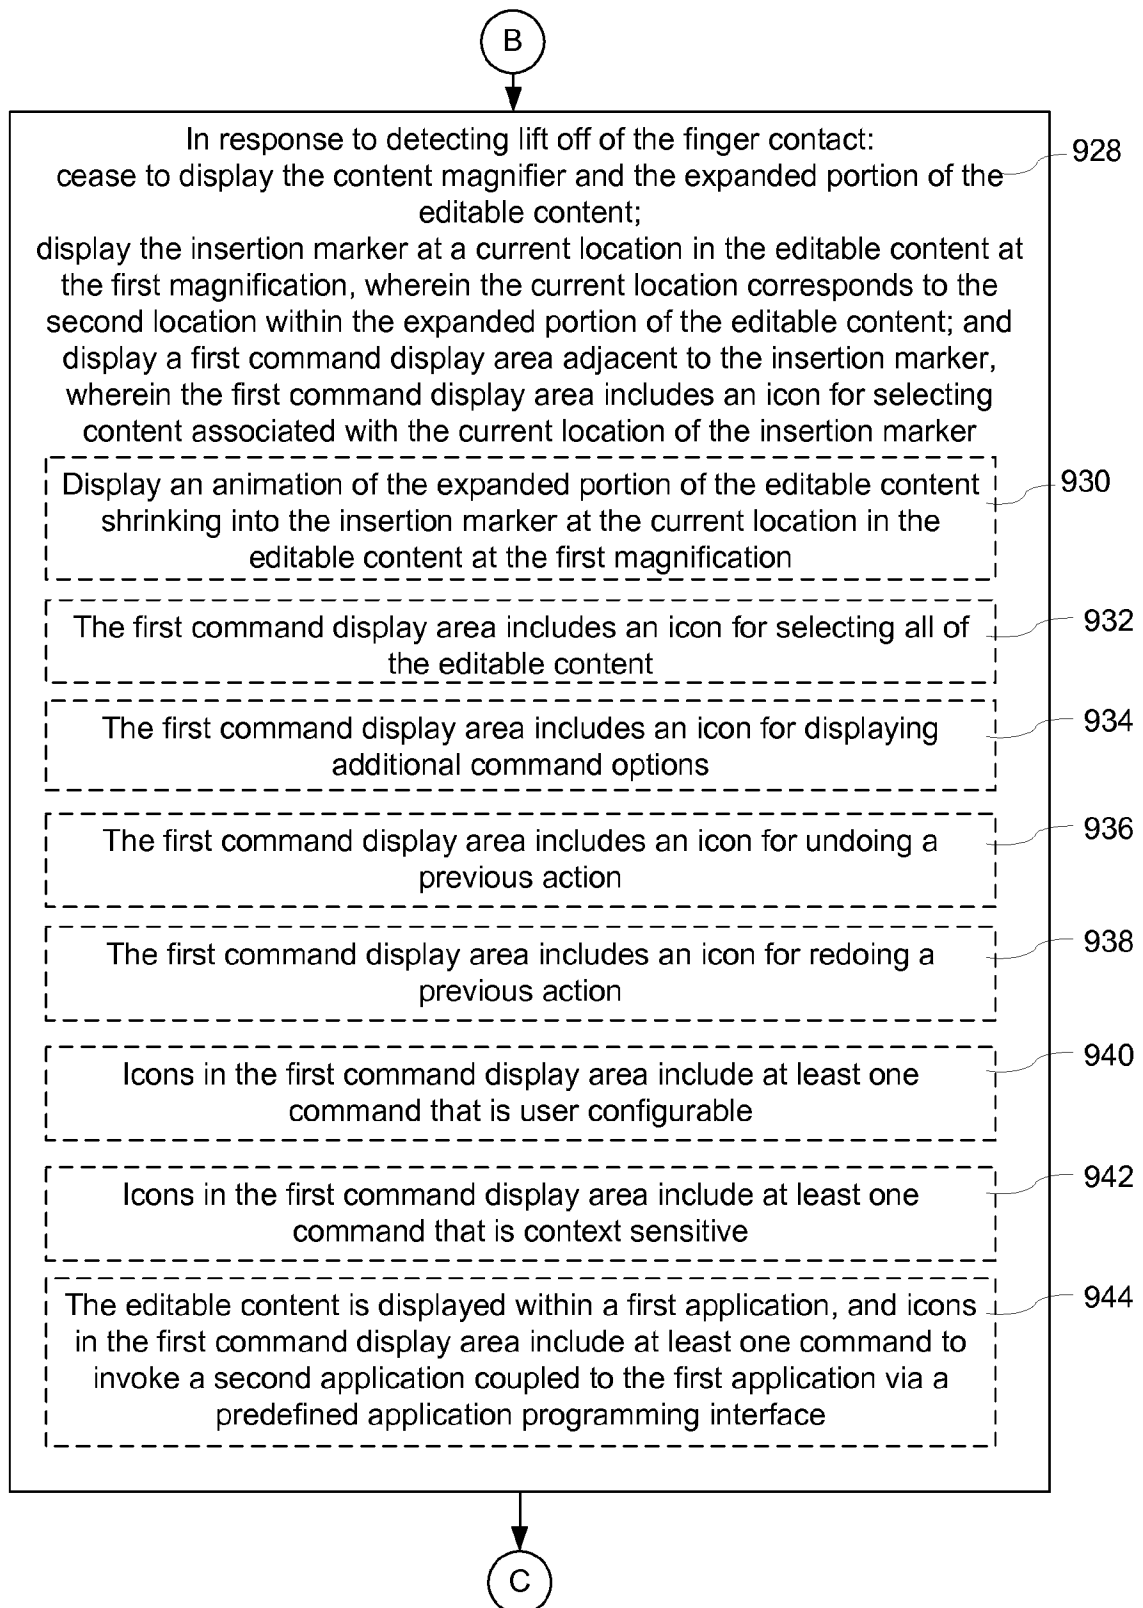 B
In response to detecting lift off of the finger contact:
928
cease to display the content magnifier and the expanded portion of the
editable content;
display the insertion marker at a current location in the editable content at
the first magnification, wherein the current location corresponds to the
second location within the expanded portion of the editable content; and
display a first command display area adjacent to the insertion marker,
wherein the first command display area includes an icon for selecting
content associated with the current location of the insertion marker
Display an animation of the expanded portion of the editable content
930
shrinking into the insertion marker at the current location in the
editable content at the first magnification
The first command display area includes an icon for selecting all of
932
the editable content
The first command display area includes an icon for displaying
934
additional command options
The first command display area includes an icon for undoing a
936
previous action
The first command display area includes an icon for redoing a
938
previous action
Icons in the first command display area include at least one
940
command that is user configurable
Icons in the first command display area include at least one
942
command that is context sensitive
The editable content is displayed within a first application, and icons
944
in the first command display area include at least one command to
invoke a second application coupled to the first application via a
predefined application programming interface
C